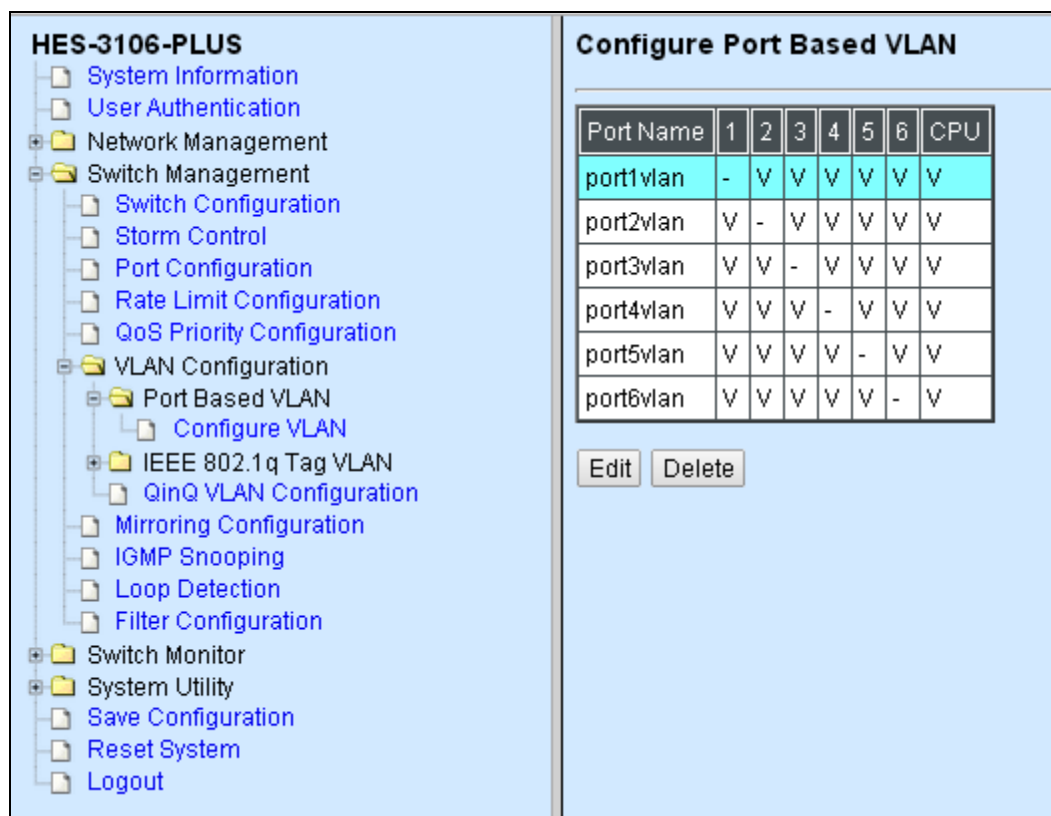 HES-3106-PLUS
System Information
User Authentication
Network Management
Switch Management
Switch Configuration
Storm Control
Port Configuration
Rate Limit Configuration
QoS Priority Configuration
VLAN Configuration
Port Based VLAN
Configure VLAN
IEEE 802.1q Tag VLAN
QinQ VLAN Configuration
Mirroring Configuration
IGMP Snooping
Loop Detection
Filter Configuration
Switch Monitor
System Utility
Save Configuration
Reset System
Logout
Configure Port Based VLAN
Port Name 1 2 3 4 5 6 CPU
port1vlan - V V V V V V
port2vlan V - V V V V V
port3vlan V V - V V V V
port4vlan V V V - V V V
port5vlan V V V V - V V
port6vlan V V V V V - V
Edit Delete